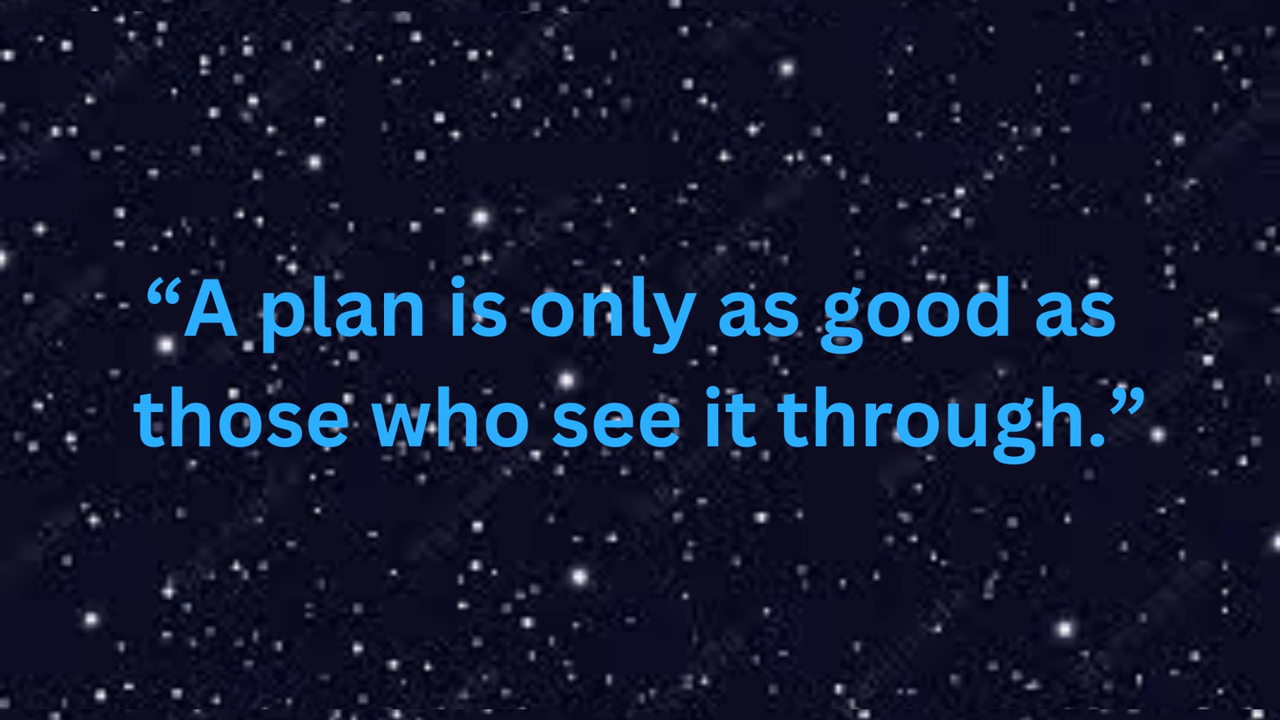 “A plan is only as good as
those who see it through.”